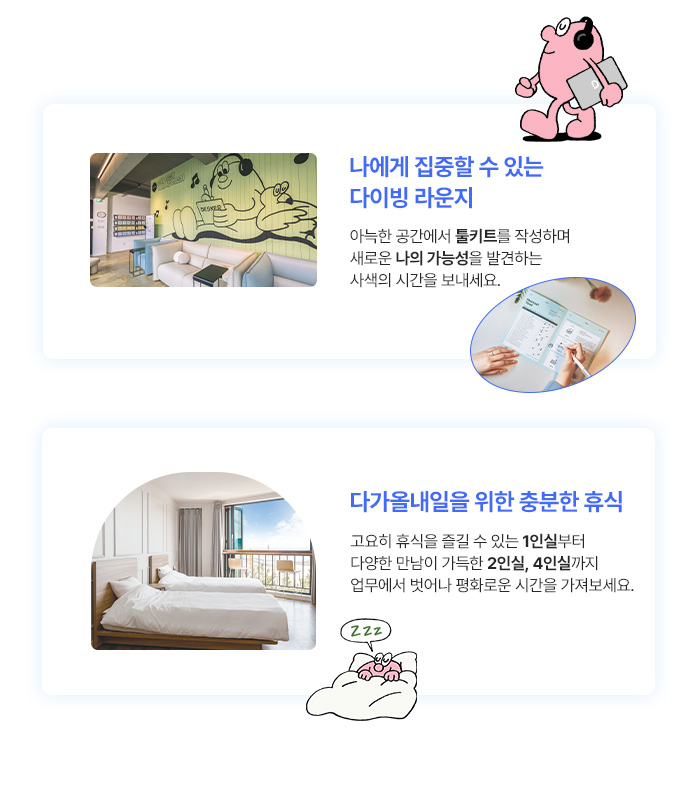 나에게 집중할 수 있는
다이빙 라운지
아늑한 공간에서 툴키트를 작성하며
새로운 나의 가능성을 발견하는
사색의 시간을 보내세요.
DESKER
다가올내일을 위한 충분한 휴식
고요히 휴식을 즐길 수 있는 1인실부터
다양한 만남이 가득한 2인실, 4인실까지
업무에서 벗어나 평화로운 시간을 가져보세요.
zzz